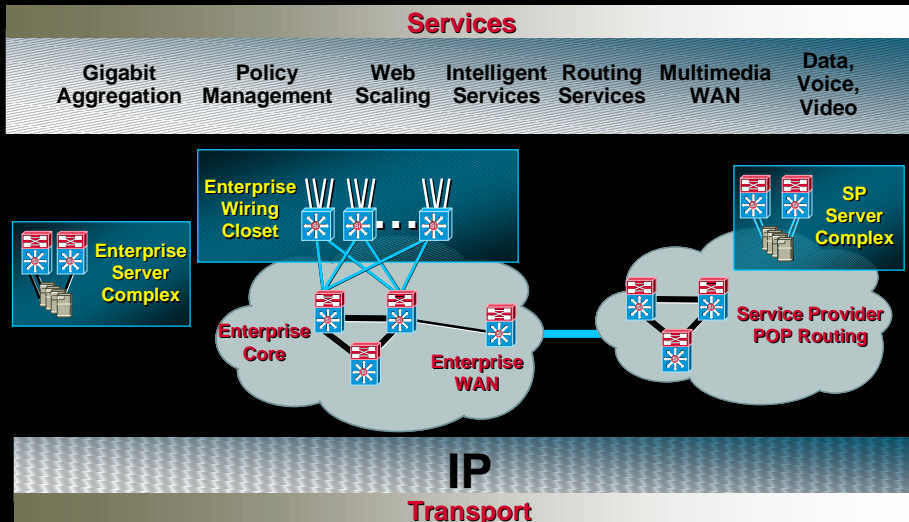 Services
Gigabit
Aggregation
Policy
Management
Web
Scaling
Intelligent
Services
Routing
Services
Multimedia
WAN
Data,
Voice,
Video
Enterprise
Wiring
Closet
...
SP
Server
Complex
Enterprise
Server
Complex
Enterprise
Core
Enterprise
WAN
Service Provider
POP Routing
IP
Transport